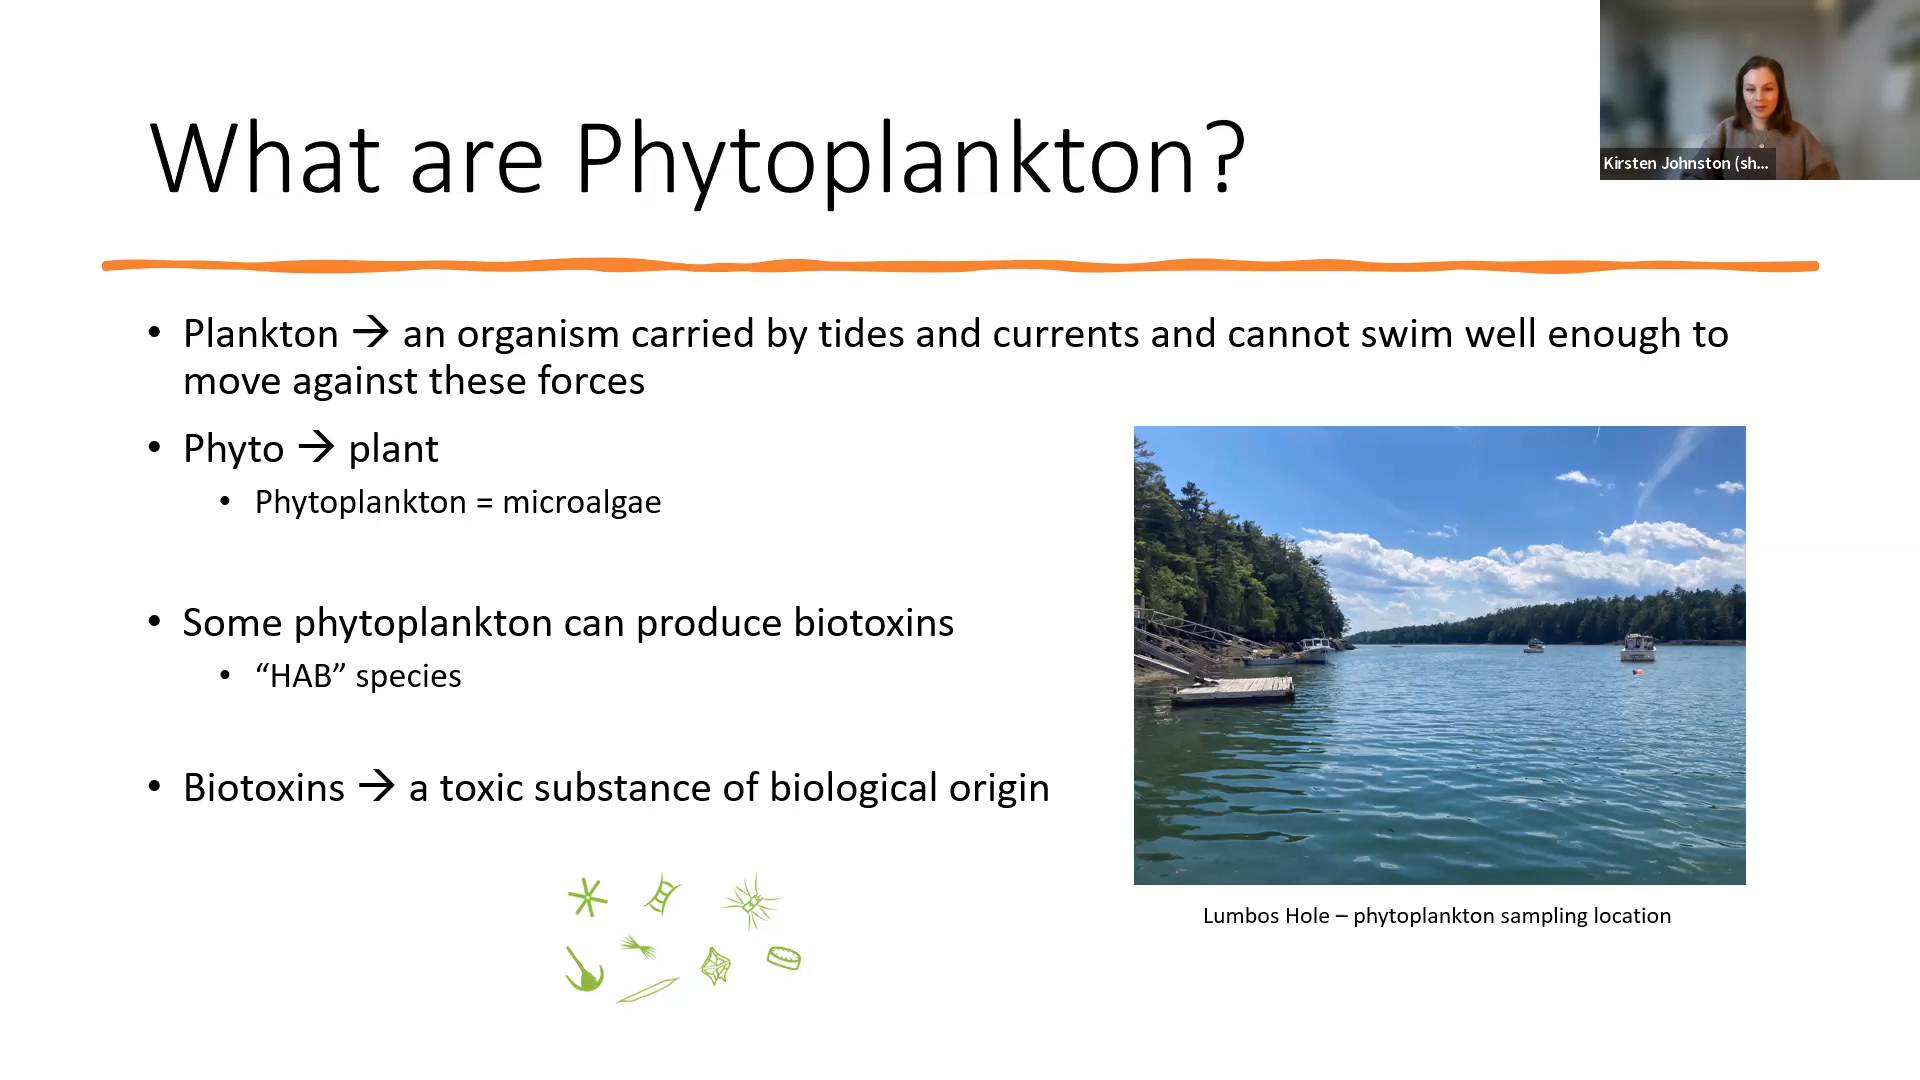 What are Phytoplankton?
Kirsten Johnston (sh...
• Plankton → an organism carried by tides and currents and cannot swim well enough to
move against these forces
• Phyto → plant
• Phytoplankton = microalgae
• Some phytoplankton can produce biotoxins
• “HAB” species
• Biotoxins → a toxic substance of biological origin
Lumbos Hole – phytoplankton sampling location